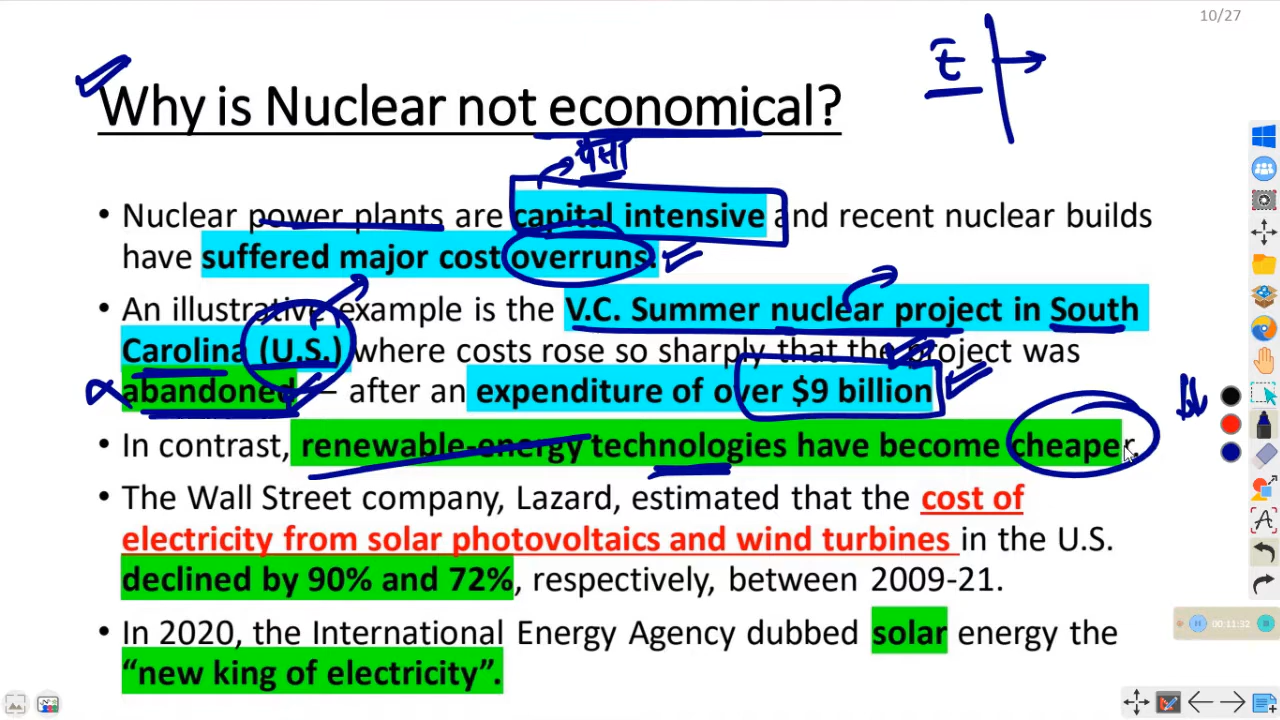 10/27
Why is Nuclear not economical?
पैसा
• Nuclear power plants are capital intensive and recent nuclear builds
have suffered major cost overruns.
• An illustrative example is the V.C. Summer nuclear project in South
Carolina (U.S.) where costs rose so sharply that the project was
abandoned — after an expenditure of over $9 billion
• In contrast, renewable-energy technologies have become cheaper.
• The Wall Street company, Lazard, estimated that the cost of
electricity from solar photovoltaics and wind turbines in the U.S.
declined by 90% and 72%, respectively, between 2009-21.
• In 2020, the International Energy Agency dubbed solar energy the
“new king of electricity”.
00:11:32